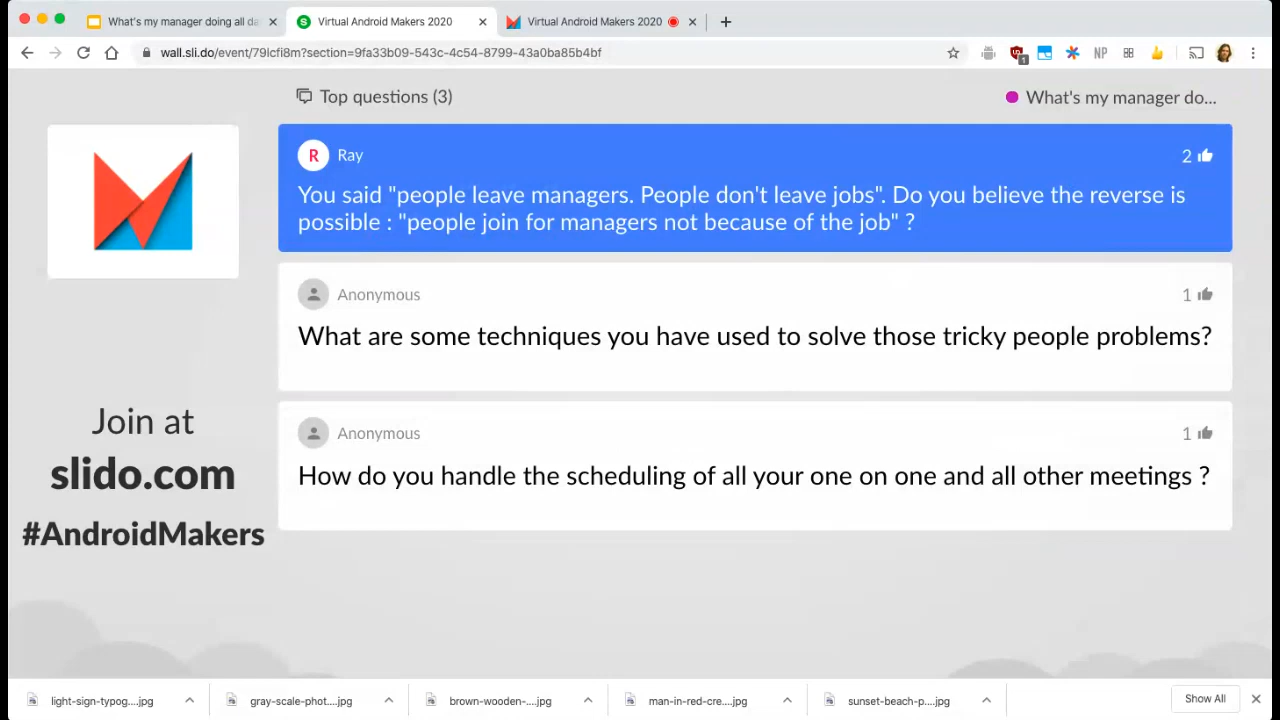 What's my manager doing all da
Virtual Android Makers 2020
Virtual Android Makers 2020
wall.sli.do/event/79lcfi8m?section=9fa33b09-543c-4c54-8799-43a0ba85b4bf
1
NP
Top questions (3)
What's my manager do...
R
Ray
2
You said "people leave managers. People don't leave jobs". Do you believe the reverse is
possible : "people join for managers not because of the job" ?
Anonymous
1
What are some techniques you have used to solve those tricky people problems?
Anonymous
1
How do you handle the scheduling of all your one on one and all other meetings ?
Join at
slido.com
#AndroidMakers
light-sign-typog....jpg
gray-scale-phot....jpg
brown-wooden-....jpg
man-in-red-cre....jpg
sunset-beach-p....jpg
Show All